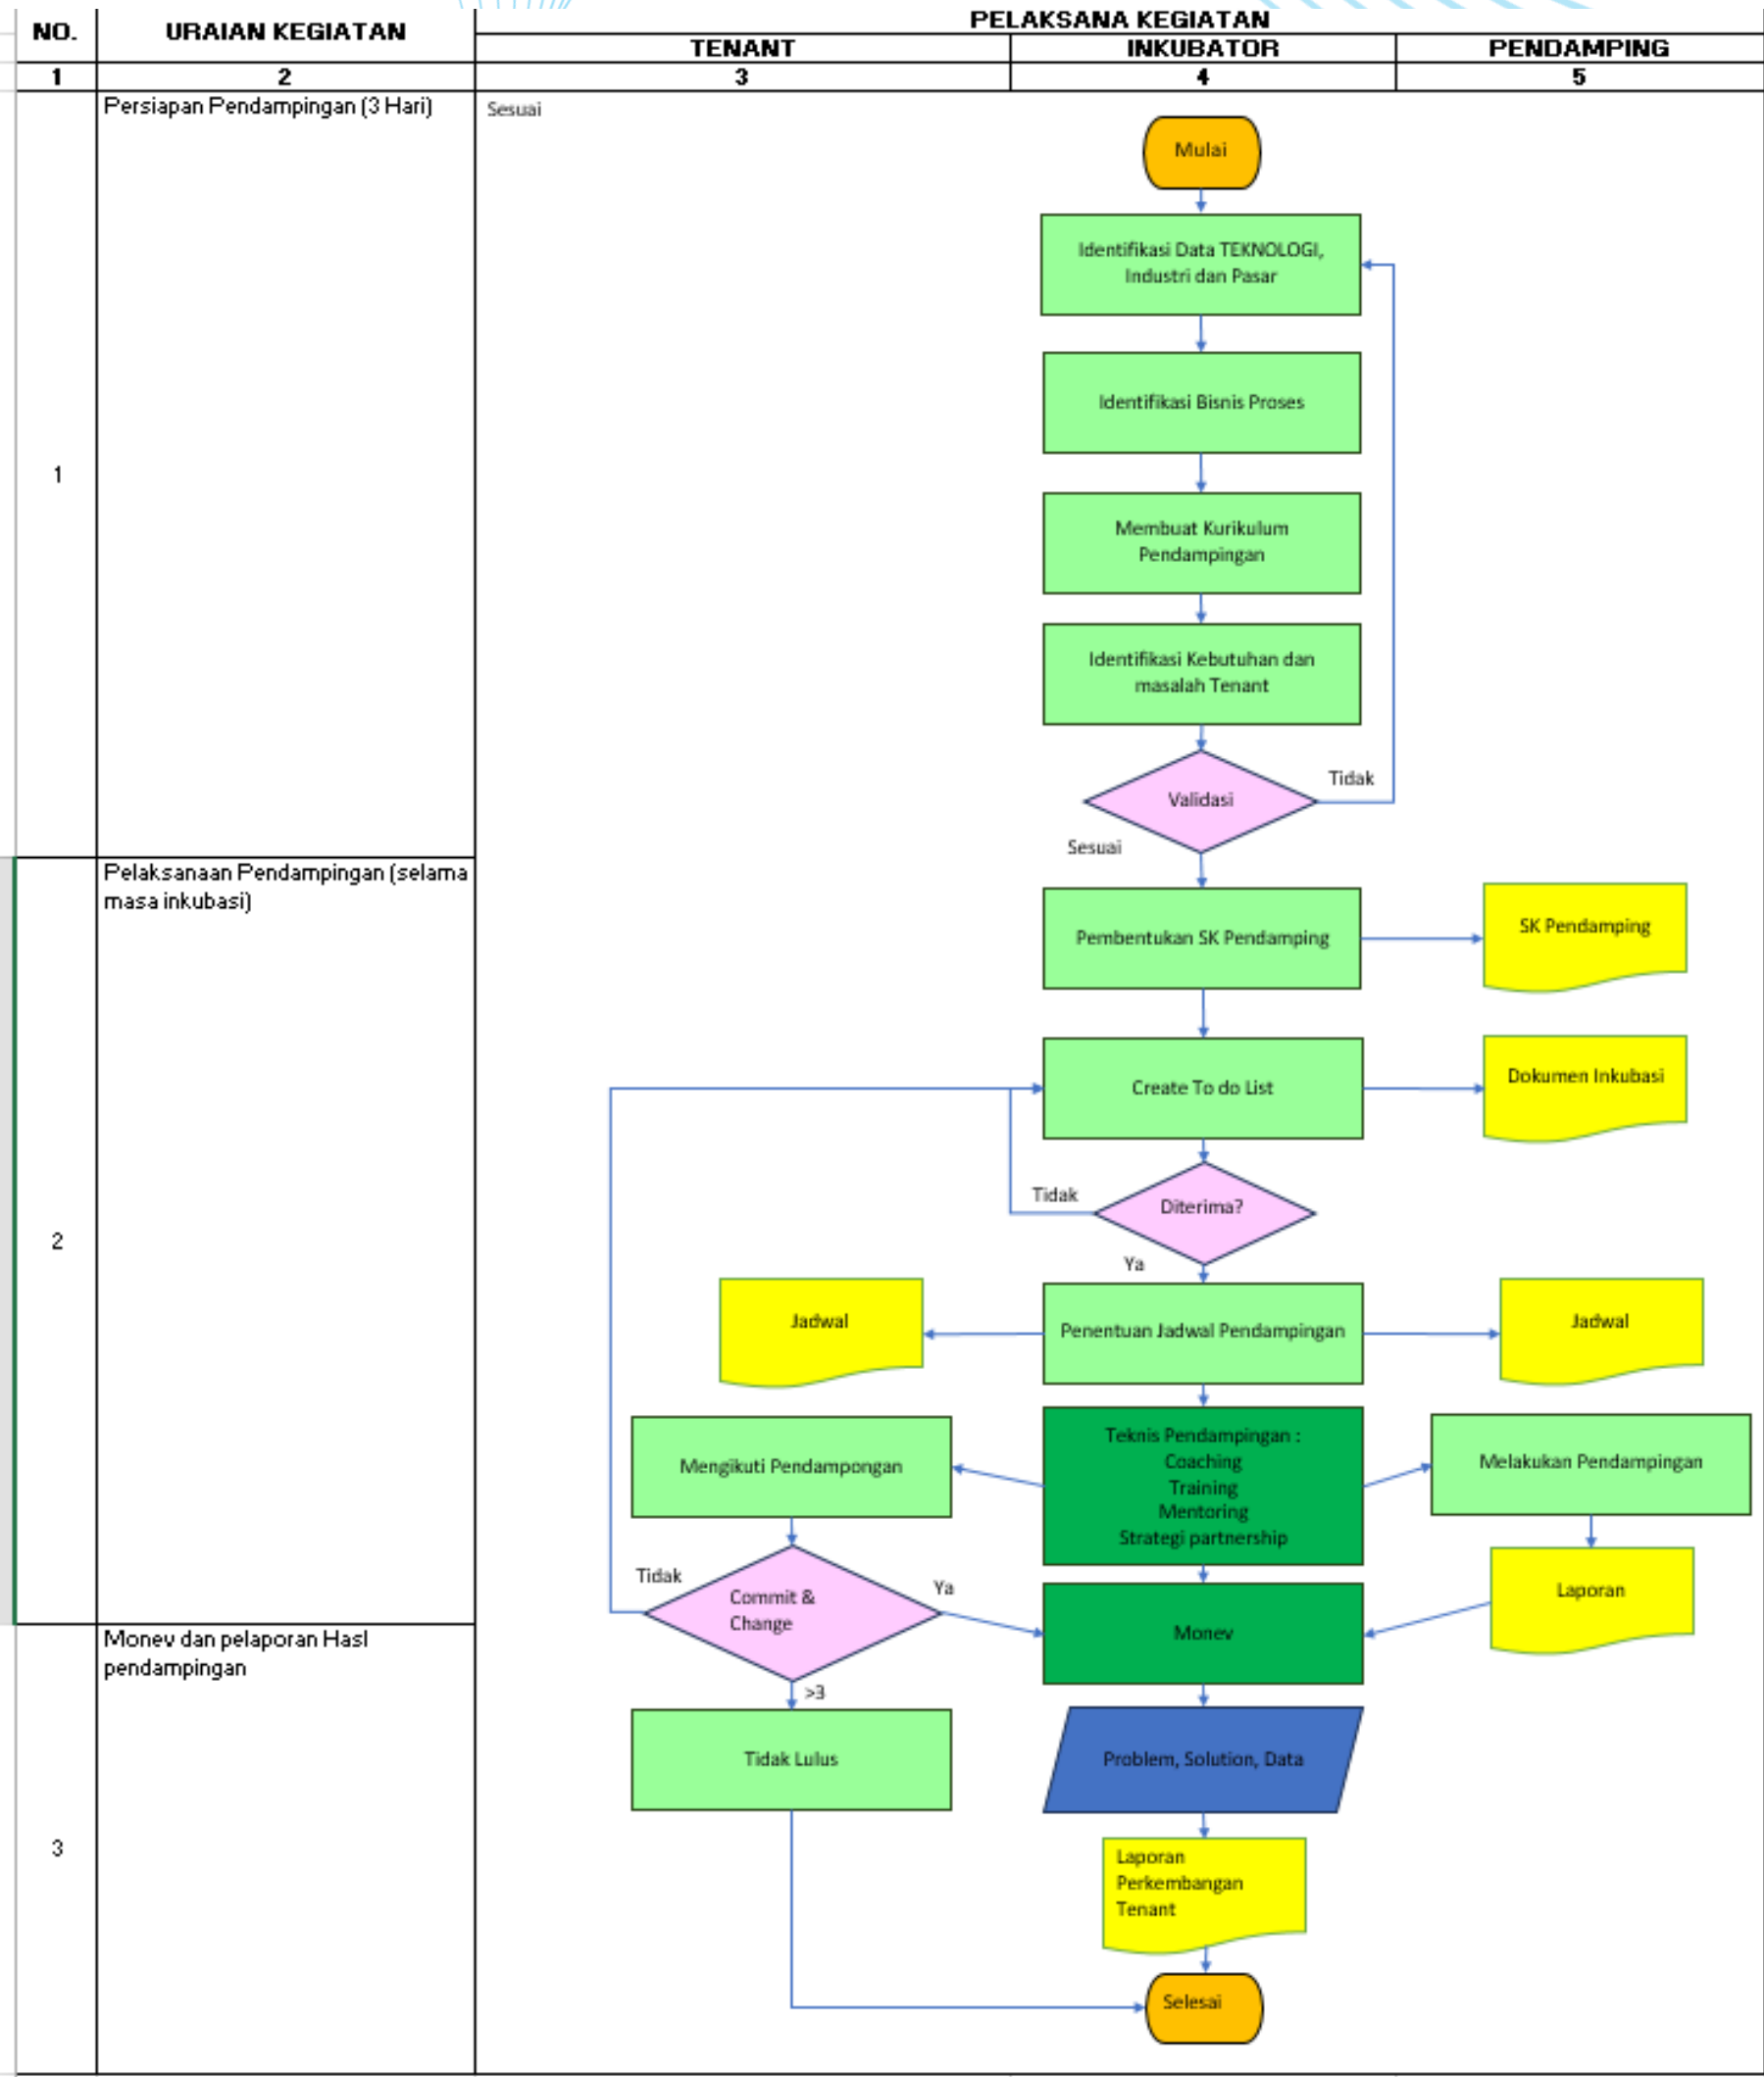 NO.
URAIAN KEGIATAN
PELAKSANA KEGIATAN
TENANT
INKUBATOR
PENDAMPING
1
2
3
4
5
1
Persiapan Pendampingan (3 Hari)
Sesuai
Mulai
Identifikasi Data TEKNOLOGI,
Industri dan Pasar
Identifikasi Bisnis Proses
Membuat Kurikulum
Pendampingan
Identifikasi Kebutuhan dan
masalah Tenant
Validasi
Tidak
Sesuai
2
Pelaksanaan Pendampingan (selama
masa inkubasi)
Pembentukan SK Pendamping
SK Pendamping
Create To do List
Dokumen Inkubasi
Diterima?
Tidak
Ya
Jadwal
Penentuan Jadwal Pendampingan
Jadwal
Mengikuti Pendampongan
Teknis Pendampingan :
Coaching
Training
Mentoring
Strategi partnership
Melakukan Pendampingan
Tidak
Commit &
Change
Ya
Laporan
3
Monev dan pelaporan Hasl
pendampingan
Monev
>3
Tidak Lulus
Problem, Solution, Data
Laporan
Perkembangan
Tenant
Selesai